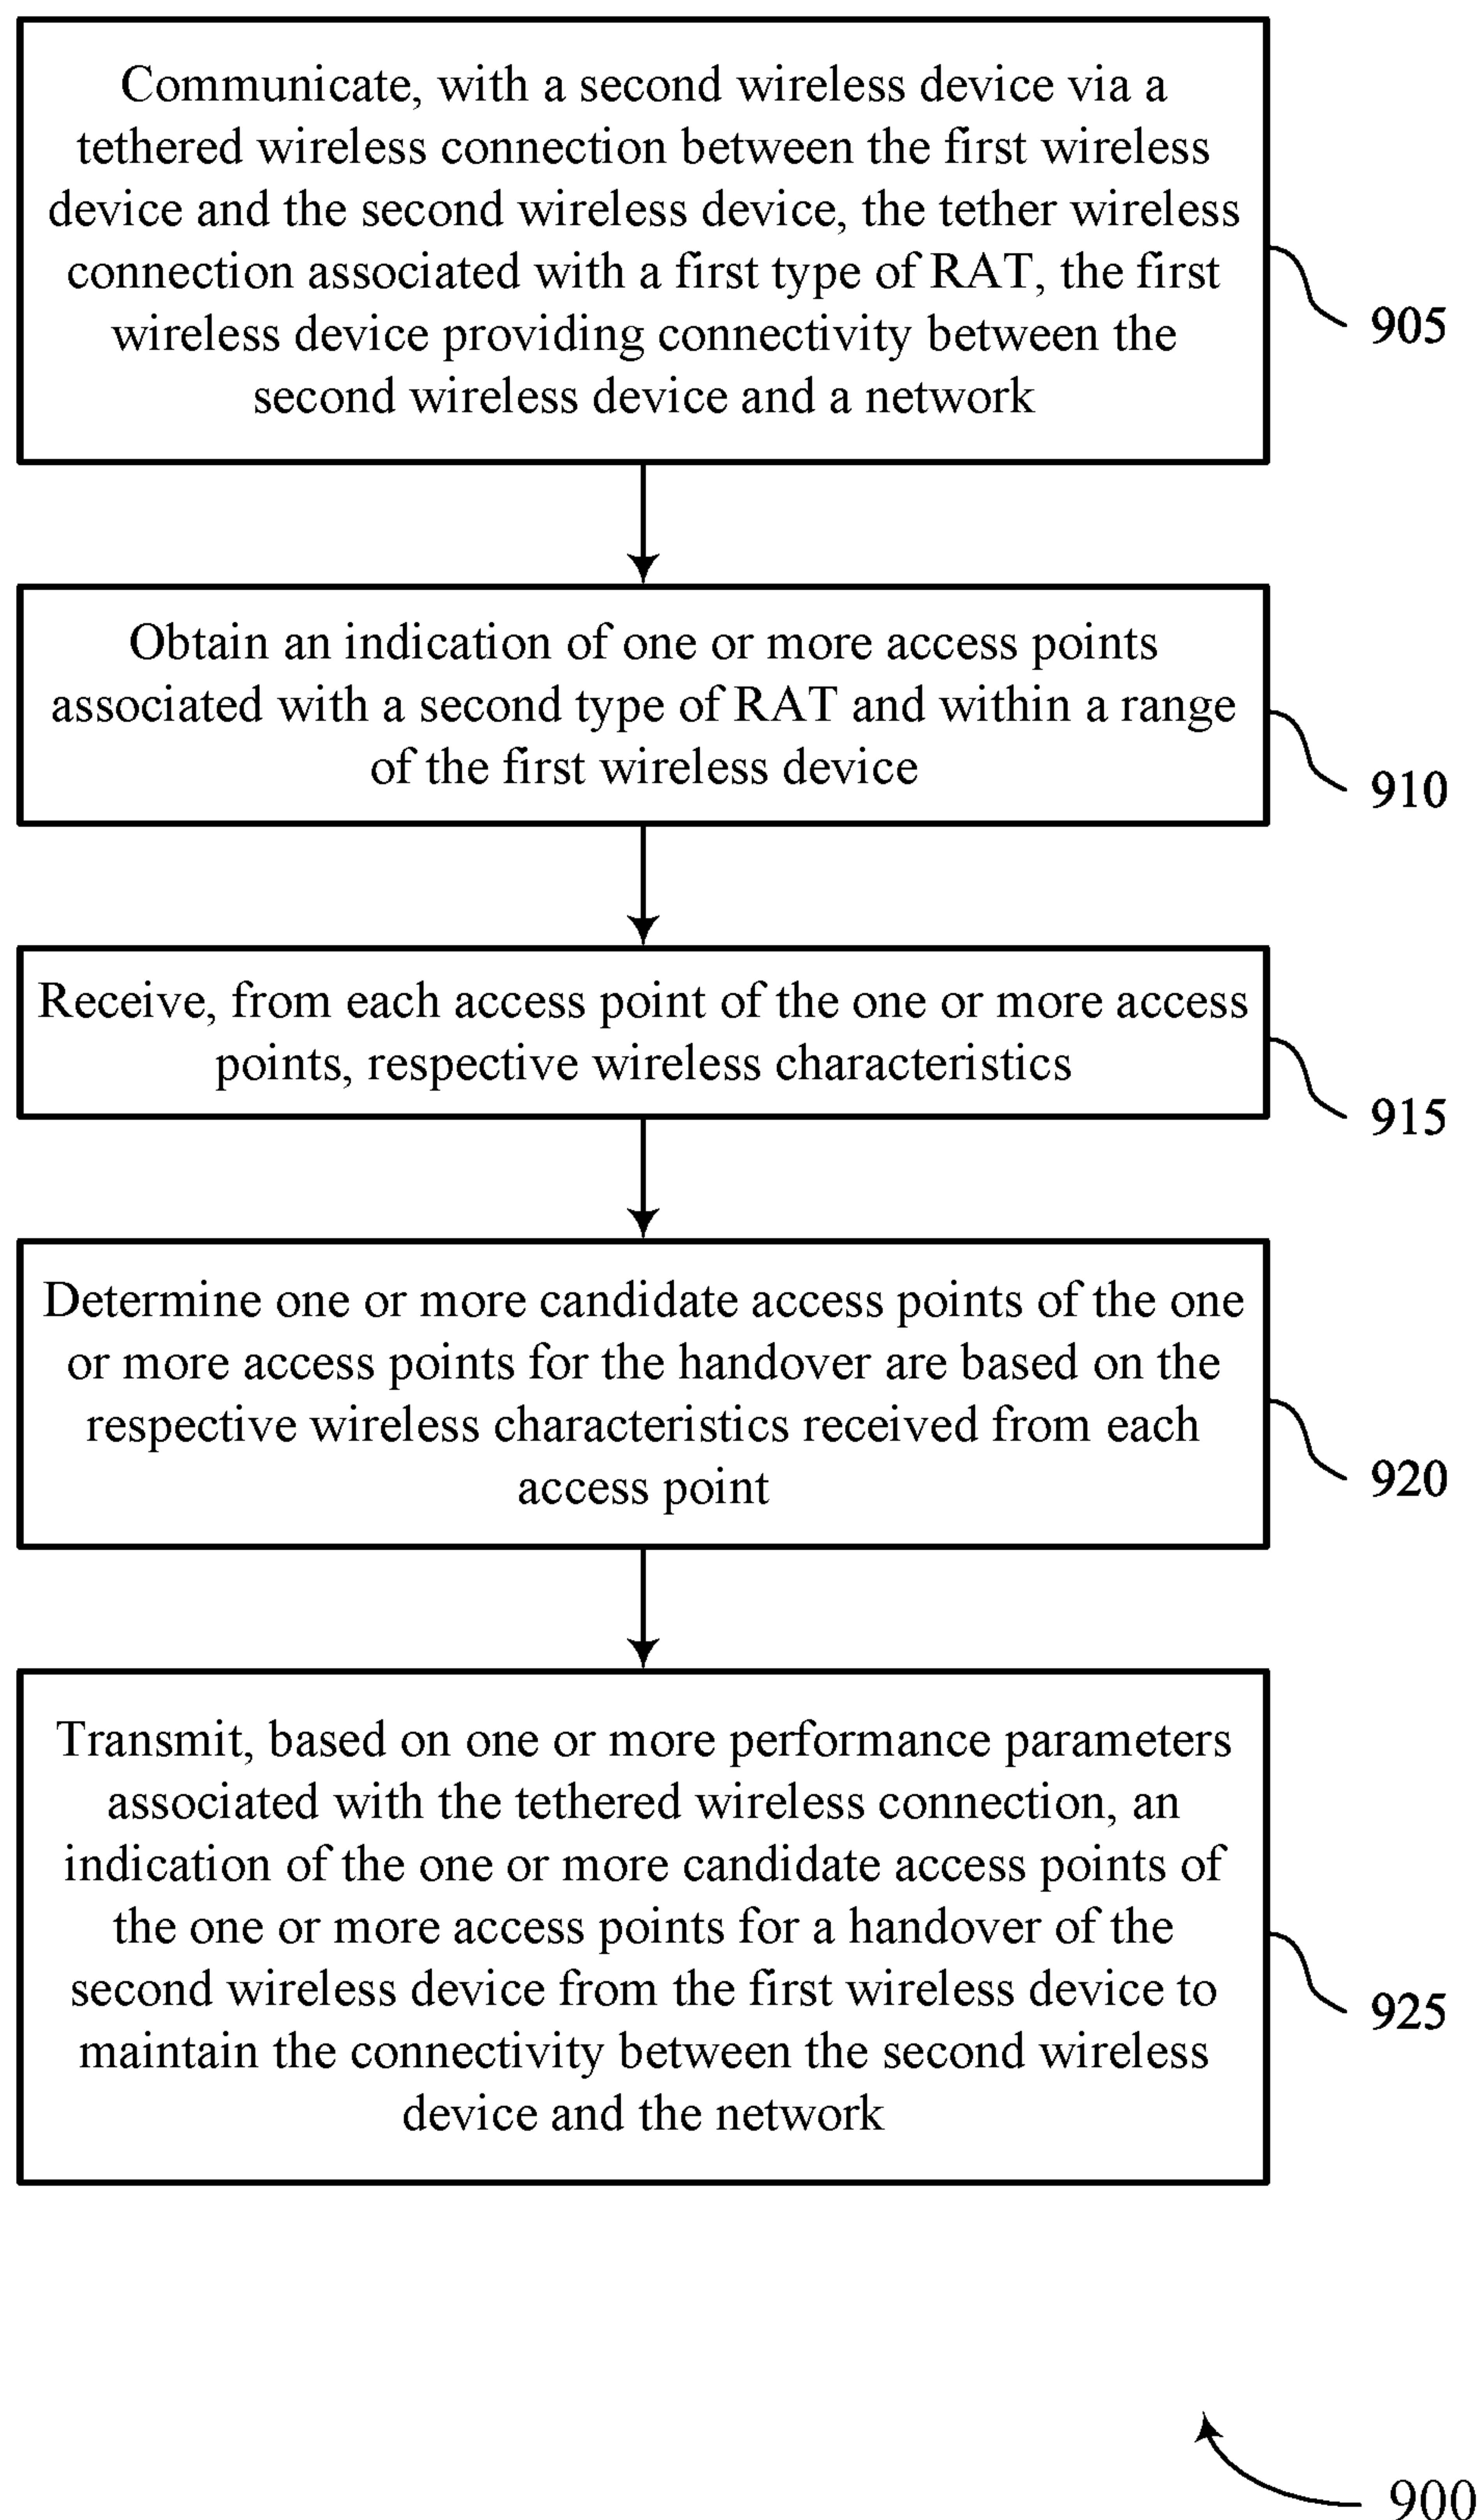 Communicate, with a second wireless device via a
tethered wireless connection between the first wireless
device and the second wireless device, the tether wireless
connection associated with a first type of RAT, the first
wireless device providing connectivity between the
second wireless device and a network
905
Obtain an indication of one or more access points
associated with a second type of RAT and within a range
of the first wireless device
910
Receive, from each access point of the one or more access
points, respective wireless characteristics
915
Determine one or more candidate access points of the one
or more access points for the handover are based on the
respective wireless characteristics received from each
access point
920
Transmit, based on one or more performance parameters
associated with the tethered wireless connection, an
indication of the one or more candidate access points of
the one or more access points for a handover of the
second wireless device from the first wireless device to
maintain the connectivity between the second wireless
device and the network
925
900